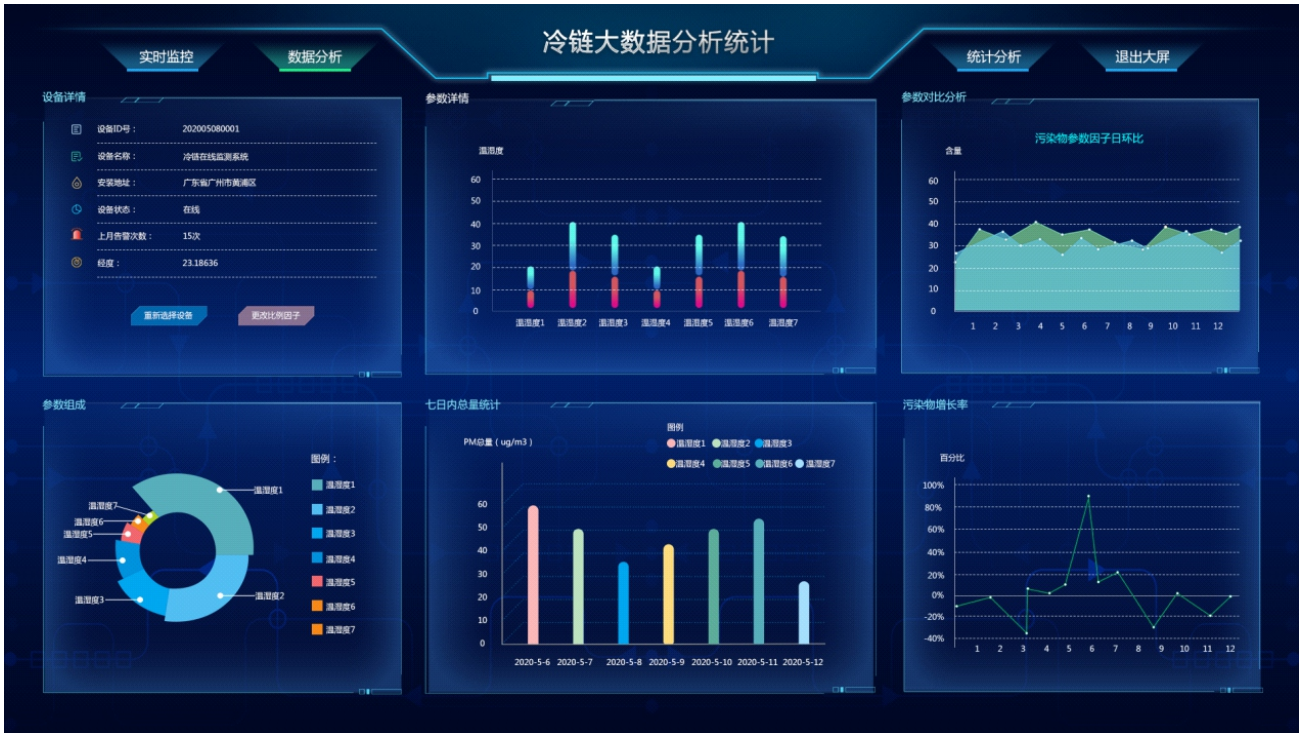 冷链大数据分析统计
实时监控
数据分析
统计分析
退出大屏
设备详情
设备ID号： 202005080001
设备名称： 冷链在线监测系统
安装地址： 广东省广州市黄浦区
设备状态： 在线
上月告警次数： 15次
经度： 23.18636
重新选择设备
更改比例因子
参数详情
温湿度
60
50
40
30
20
10
0
温湿度1 温湿度2 温湿度3 温湿度4 温湿度5 温湿度6 温湿度7
参数对比分析
污染物参数因子日环比
含量
60
50
40
30
20
10
0
1 2 3 4 5 6 7 8 9 10 11 12
参数组成
图例：
温湿度1
温湿度2
温湿度3
温湿度4
温湿度5
温湿度6
温湿度7
温湿度7
温湿度6
温湿度5
温湿度4
温湿度3
温湿度1
温湿度2
七日内总量统计
PM总量（ug/m3）
图例
温湿度1 温湿度2 温湿度3
温湿度4 温湿度5 温湿度6 温湿度7
60
50
40
30
20
10
0
2020-5-6 2020-5-7 2020-5-8 2020-5-9 2020-5-10 2020-5-11 2020-5-12
污染物增长率
百分比
100%
80%
60%
40%
20%
0%
-20%
-40%
1 2 3 4 5 6 7 8 9 10 11 12